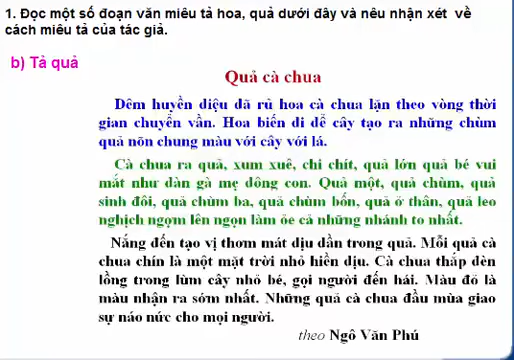 1. Đọc một số đoạn văn miêu tả hoa, quả dưới đây và nêu nhận xét về
cách miêu tả của tác giả.
b) Tả quả
Quả cà chua
Đêm huyền diệu đã rủ hoa cà chua lặn theo vòng thời
gian chuyển vần. Hoa biến đi để cây tạo ra những chùm
quả nõn chung màu với cây với lá.
Cà chua ra quả, xum xuê, chi chít, quả lớn quả bé vui
mắt như đàn gà mẹ đông con. Quả một, quả chùm, quả
sinh đôi, quả chùm ba, quả chùm bốn, quả ở thân, quả leo
nghịch ngợm lên ngọn làm òe cả những nhánh to nhất.
Nắng đến tạo vị thơm mát dịu dần trong quả. Mỗi quả cà
chua chín là một mặt trời nhỏ hiền dịu. Cà chua thắp đèn
lồng trong lùm cây nhỏ bé, gọi người đến hái. Màu đỏ là
màu nhận ra sớm nhất. Những quả cà chua đầu mùa giao
sự náo nức cho mọi người.
theo Ngô Văn Phú